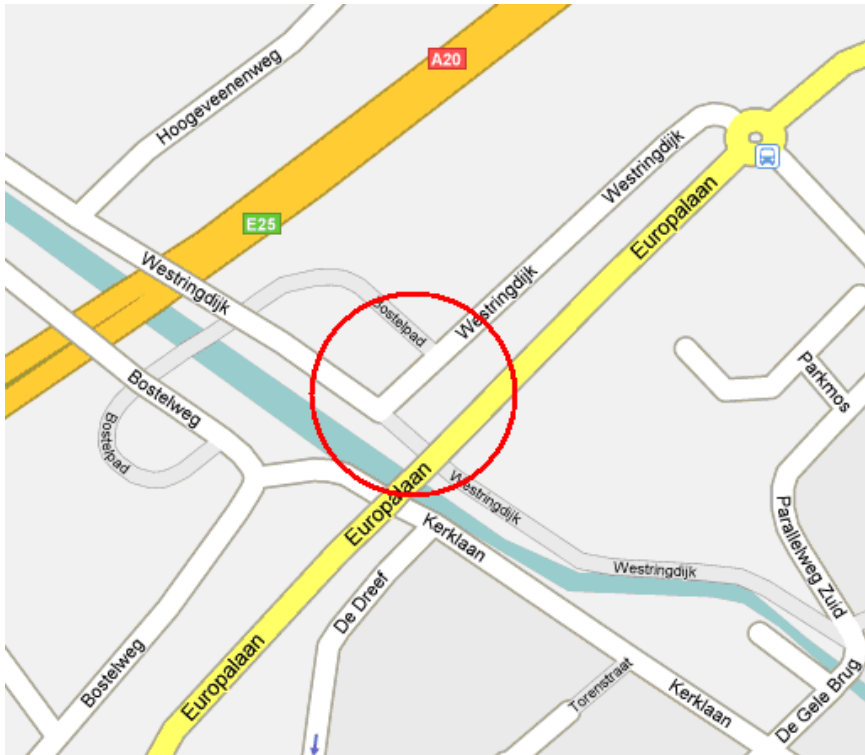 A20
Hoogeveenenweg
Westringdijk
Europalaan
E25
Westringdijk
Westringdijk
Bostelpad
Parkmos
Bostelweg
Bostelpad
Europalaan
Westringdijk
Kerklaan
Parallelweg Zuid
Westringdijk
De Dreef
Europalaan
Bostelweg
Torenstraat
Kerklaan
De Gele Brug